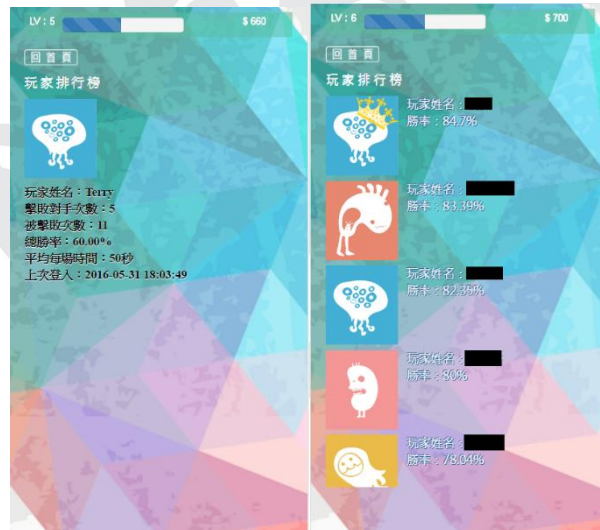 LV：5
$ 660
回首頁
玩家排行榜
玩家姓名：Terry
擊敗對手次數：5
被擊敗次數：11
總勝率：60.00%
平均每場時間：50秒
上次登入：2016-05-31 18:03:49
LV：6
$ 700
回首頁
玩家排行榜
玩家姓名：
勝率：84.7%
玩家姓名：
勝率：83.39%
玩家姓名：
勝率：82.35%
玩家姓名：
勝率：80%
玩家姓名：
勝率：78.04%